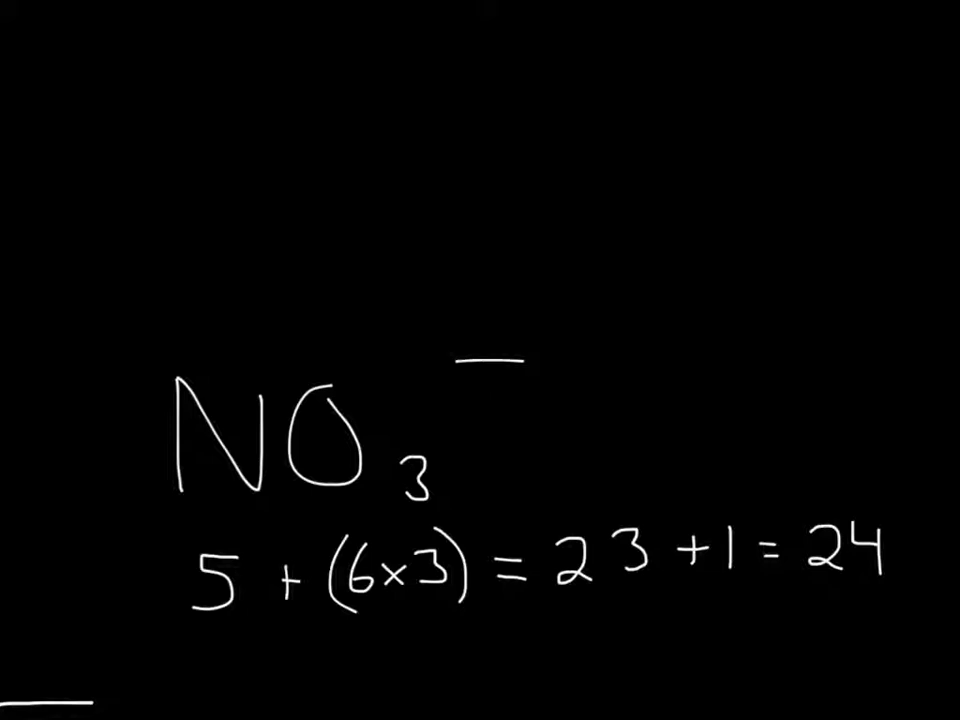 NO₃⁻
5 + (6×3) = 23 + 1 = 24